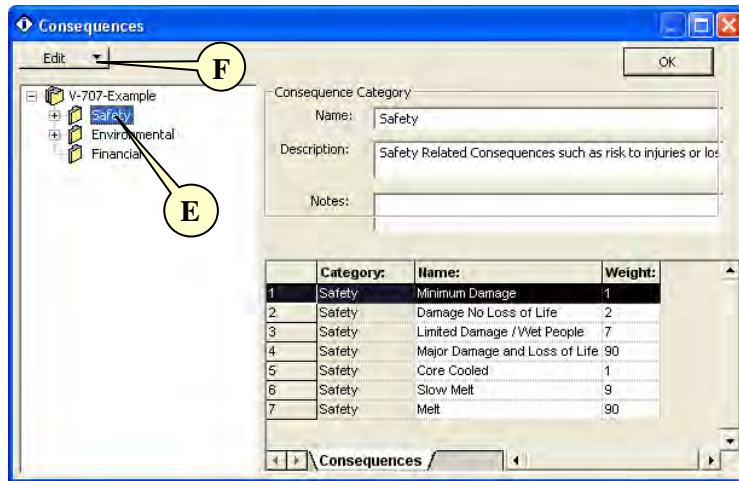 Consequences
Edit
F
OK
V-707-Example
Safety
Environmental
Financial
E
Consequence Category
Name: Safety
Description: Safety Related Consequences such as risk to injuries or los
Notes:
Category: Name: Weight:
1 Safety Minimum Damage 1
2 Safety Damage No Loss of Life 2
3 Safety Limited Damage / Wet People 7
4 Safety Major Damage and Loss of Life 90
5 Safety Core Cooled 1
6 Safety Slow Melt 9
7 Safety Melt 90
Consequences